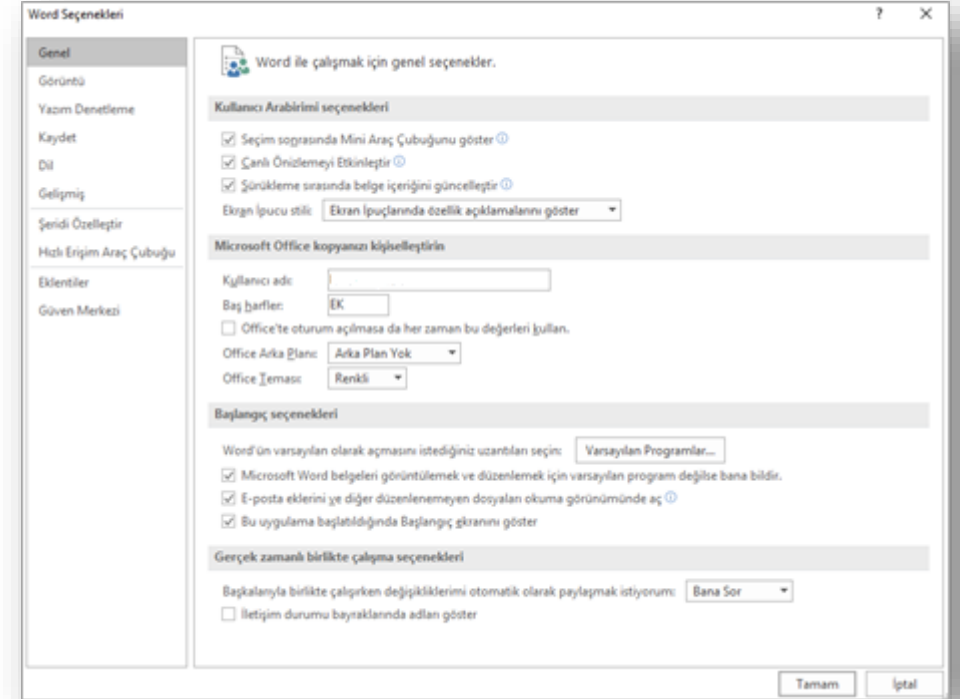 Word Seçenekleri
Genel
Görüntü
Yazım Denetleme
Kaydet
Dil
Gelişmiş
Şeridi Özelleştir
Hızlı Erişim Araç Çubuğu
Eklentiler
Güven Merkezi
Word ile çalışmak için genel seçenekler.
Kullanıcı Arabirimi seçenekleri
Seçim sonrasında Mini Araç Çubuğunu göster
Canlı Önizlemeyi Etkinleştir
Sürükleme sırasında belge içeriğini güncelleştir
Ekran İpucu stili: Ekran İpuçlarında özellik açıklamalarını göster
Microsoft Office kopyanızı kişiselleştirin
Kullanıcı adı:
Baş harfler: EK
Office'te oturum açılmasa da her zaman bu değerleri kullan.
Office Arka Planı: Arka Plan Yok
Office Teması: Renkli
Başlangıç seçenekleri
Word'ün varsayılan olarak açmasını istediğiniz uzantıları seçin: Varsayılan Programlar...
Microsoft Word belgeleri görüntülemek ve düzenlemek için varsayılan program değilse bana bildir.
E-posta eklerini ve diğer düzenlenemeyen dosyaları okuma görünümünde aç
Bu uygulama başlatıldığında Başlangıç ekranını göster
Gerçek zamanlı birlikte çalışma seçenekleri
Başkalarıyla birlikte çalışırken değişikliklerimi otomatik olarak paylaşmak istiyorum: Bana Sor
İletişim durumu bayraklarında adları göster
Tamam İptal